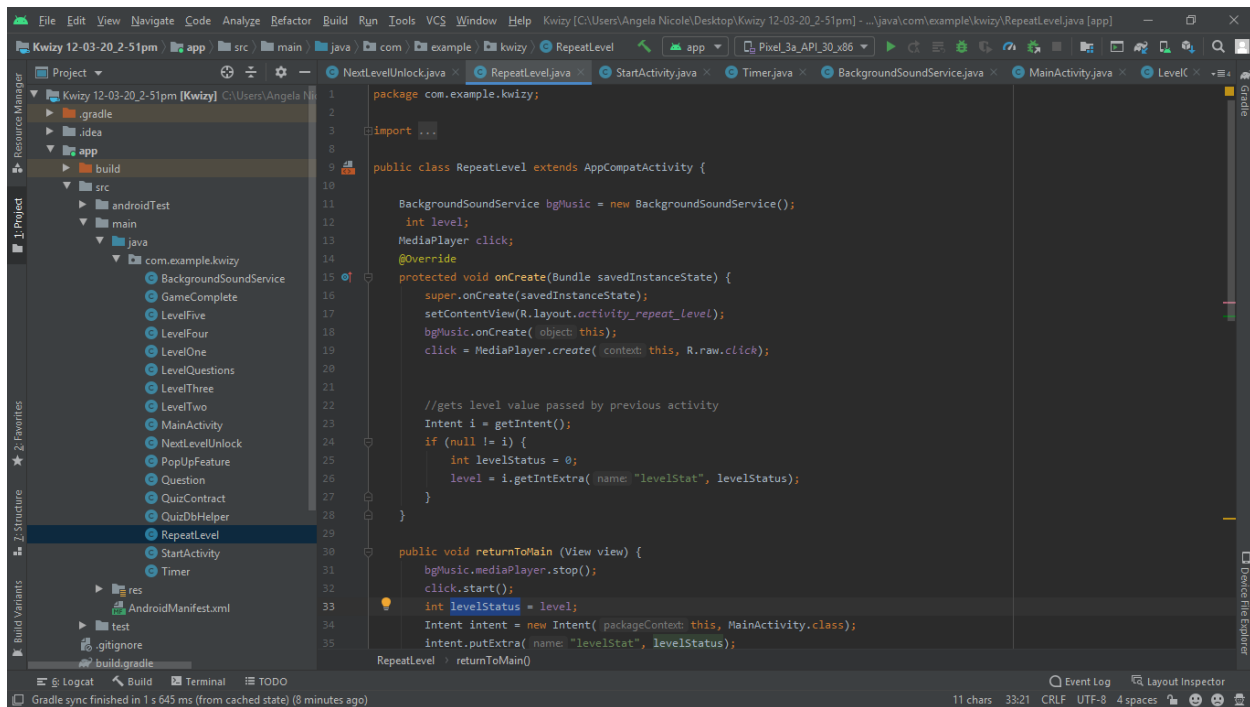 File Edit View Navigate Code Analyze Refactor Build Run Tools VCS Window Help Kwizy [C:\Users\Angela Nicole\Desktop\Kwizy 12-03-20_2-51pm] - ...\java\com\example\kwizy\RepeatLevel.java [app]
Kwizy 12-03-20_2-51pm app src main java com example kwizy RepeatLevel app Pixel_3a_API_30_x86
Project NextLevelUnlock.java RepeatLevel.java StartActivity.java Timer.java BackgroundSoundService.java MainActivity.java LevelC
Resource Manager
1: Project
2: Favorites
7: Structure
Build Variants
Kwizy 12-03-20_2-51pm [Kwizy] C:\Users\Angela Ni
.gradle
.idea
app
build
src
androidTest
main
java
com.example.kwizy
BackgroundSoundService
GameComplete
LevelFive
LevelFour
LevelOne
LevelQuestions
LevelThree
LevelTwo
MainActivity
NextLevelUnlock
PopUpFeature
Question
QuizContract
QuizDbHelper
RepeatLevel
StartActivity
Timer
res
AndroidManifest.xml
test
.gitignore
build.gradle
1 package com.example.kwizy;
2
3 import ...
8
9 public class RepeatLevel extends AppCompatActivity {
10
11 BackgroundSoundService bgMusic = new BackgroundSoundService();
12 int level;
13 MediaPlayer click;
14 @Override
15 protected void onCreate(Bundle savedInstanceState) {
16 super.onCreate(savedInstanceState);
17 setContentView(R.layout.activity_repeat_level);
18 bgMusic.onCreate( object: this);
19 click = MediaPlayer.create( context: this, R.raw.click);
20
21
22 //gets level value passed by previous activity
23 Intent i = getIntent();
24 if (null != i) {
25 int levelStatus = 0;
26 level = i.getIntExtra( name: "levelStat", levelStatus);
27 }
28 }
29
30 public void returnToMain (View view) {
31 bgMusic.mediaPlayer.stop();
32 click.start();
33 int levelStatus = level;
34 Intent intent = new Intent( packageContext: this, MainActivity.class);
35 intent.putExtra( name: "levelStat", levelStatus);
RepeatLevel returnToMain()
Gradle
Device File Explorer
6: Logcat Build Terminal TODO Event Log Layout Inspector
Gradle sync finished in 1 s 645 ms (from cached state) (8 minutes ago) 11 chars 33:21 CRLF UTF-8 4 spaces